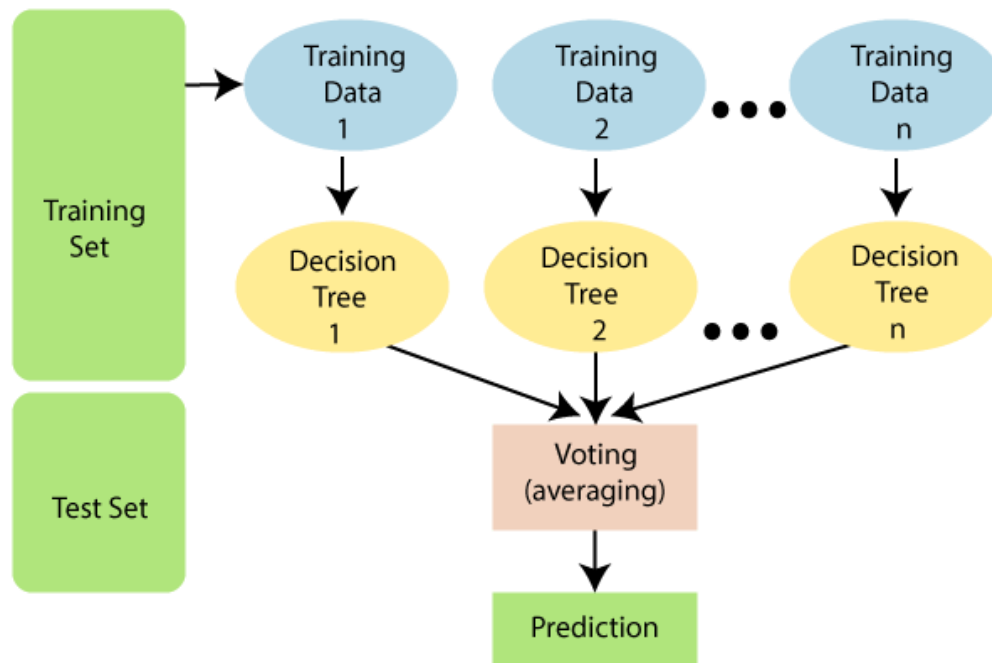 Training
Set
Test Set
Training
Data
1
Training
Data
2
Training
Data
n
Decision
Tree
1
Decision
Tree
2
Decision
Tree
n
Voting
(averaging)
Prediction